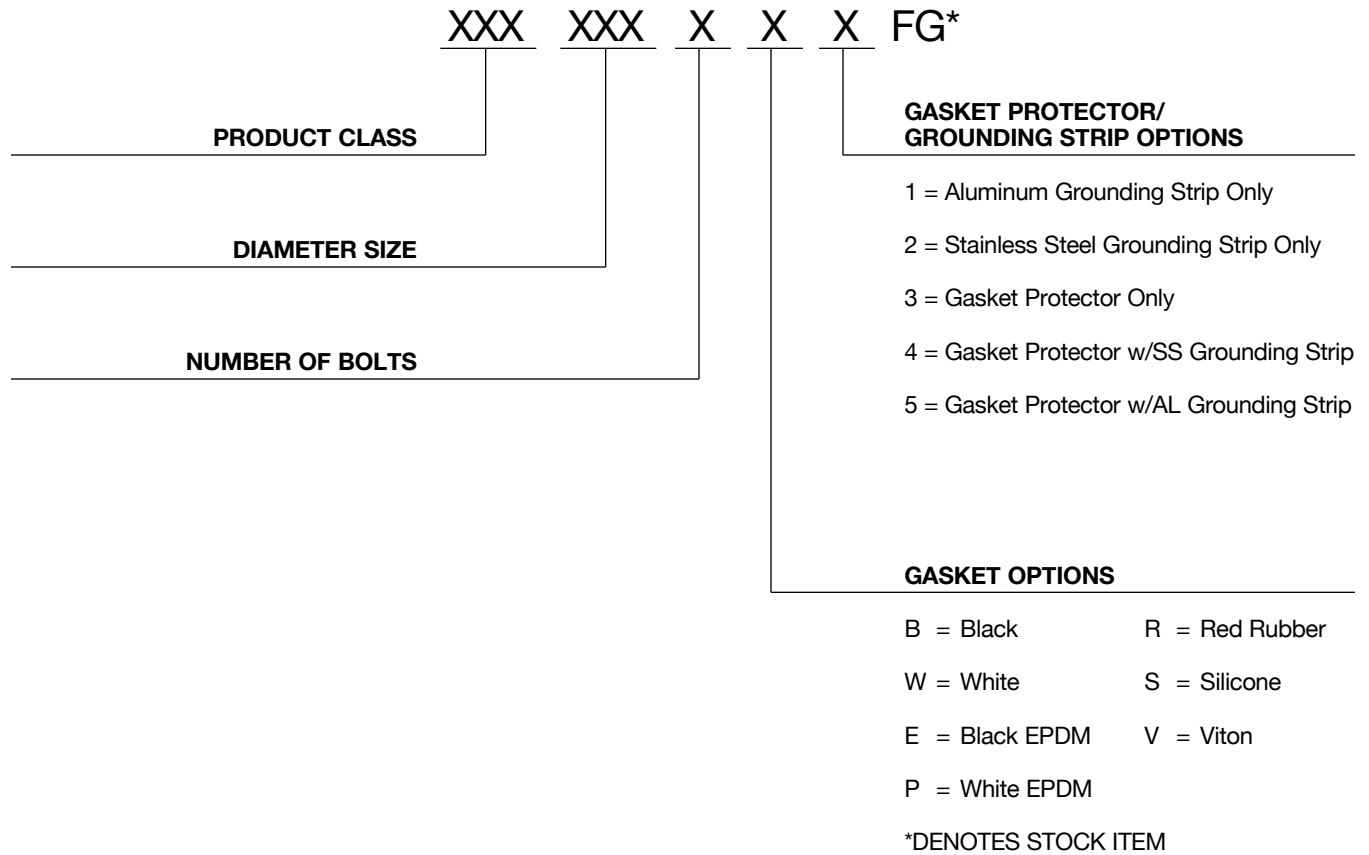 XXX XXX X X X FG*
PRODUCT CLASS
DIAMETER SIZE
NUMBER OF BOLTS
GASKET PROTECTOR/
GROUNDING STRIP OPTIONS
1 = Aluminum Grounding Strip Only
2 = Stainless Steel Grounding Strip Only
3 = Gasket Protector Only
4 = Gasket Protector w/SS Grounding Strip
5 = Gasket Protector w/AL Grounding Strip
GASKET OPTIONS
B = Black R = Red Rubber
W = White S = Silicone
E = Black EPDM V = Viton
P = White EPDM
*DENOTES STOCK ITEM